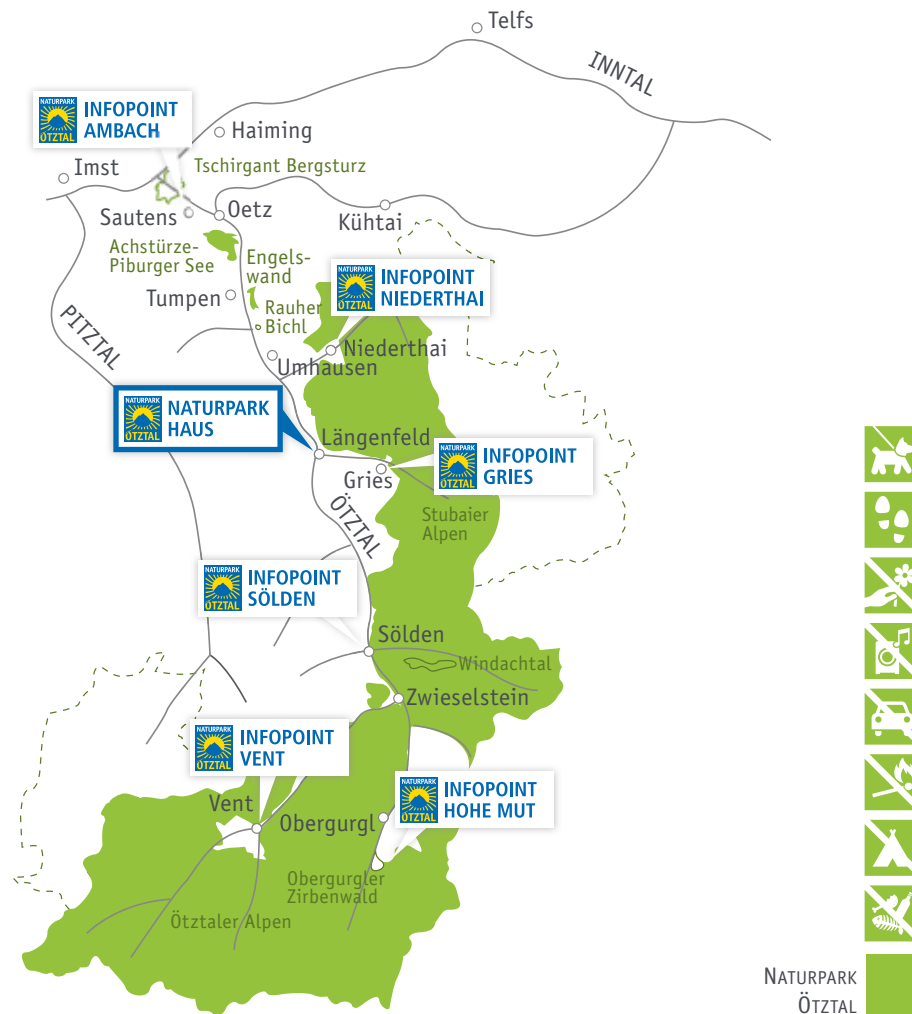 Telfs
INNTAL
NATURPARK
ÖTZTAL
INFOPOINT
AMBACH
Haiming
Imst
Tschirgant Bergsturz
Sautens
Oetz
Kühtai
Achstürze-
Piburger See
Engels-
wand
NATURPARK
ÖTZTAL
INFOPOINT
NIEDERTHAI
Tumpen
Rauher
Bichl
PITZTAL
Niederthai
Umhausen
NATURPARK
ÖTZTAL
NATURPARK
HAUS
Längenfeld
NATURPARK
ÖTZTAL
INFOPOINT
GRIES
Gries
ÖTZTAL
Stubaier
Alpen
NATURPARK
ÖTZTAL
INFOPOINT
SÖLDEN
Sölden
Windachtal
Zwieselstein
NATURPARK
ÖTZTAL
INFOPOINT
VENT
NATURPARK
ÖTZTAL
INFOPOINT
HOHE MUT
Vent
Obergurgl
Obergurgler
Zirbenwald
Ötztaler Alpen
NATURPARK
ÖTZTAL